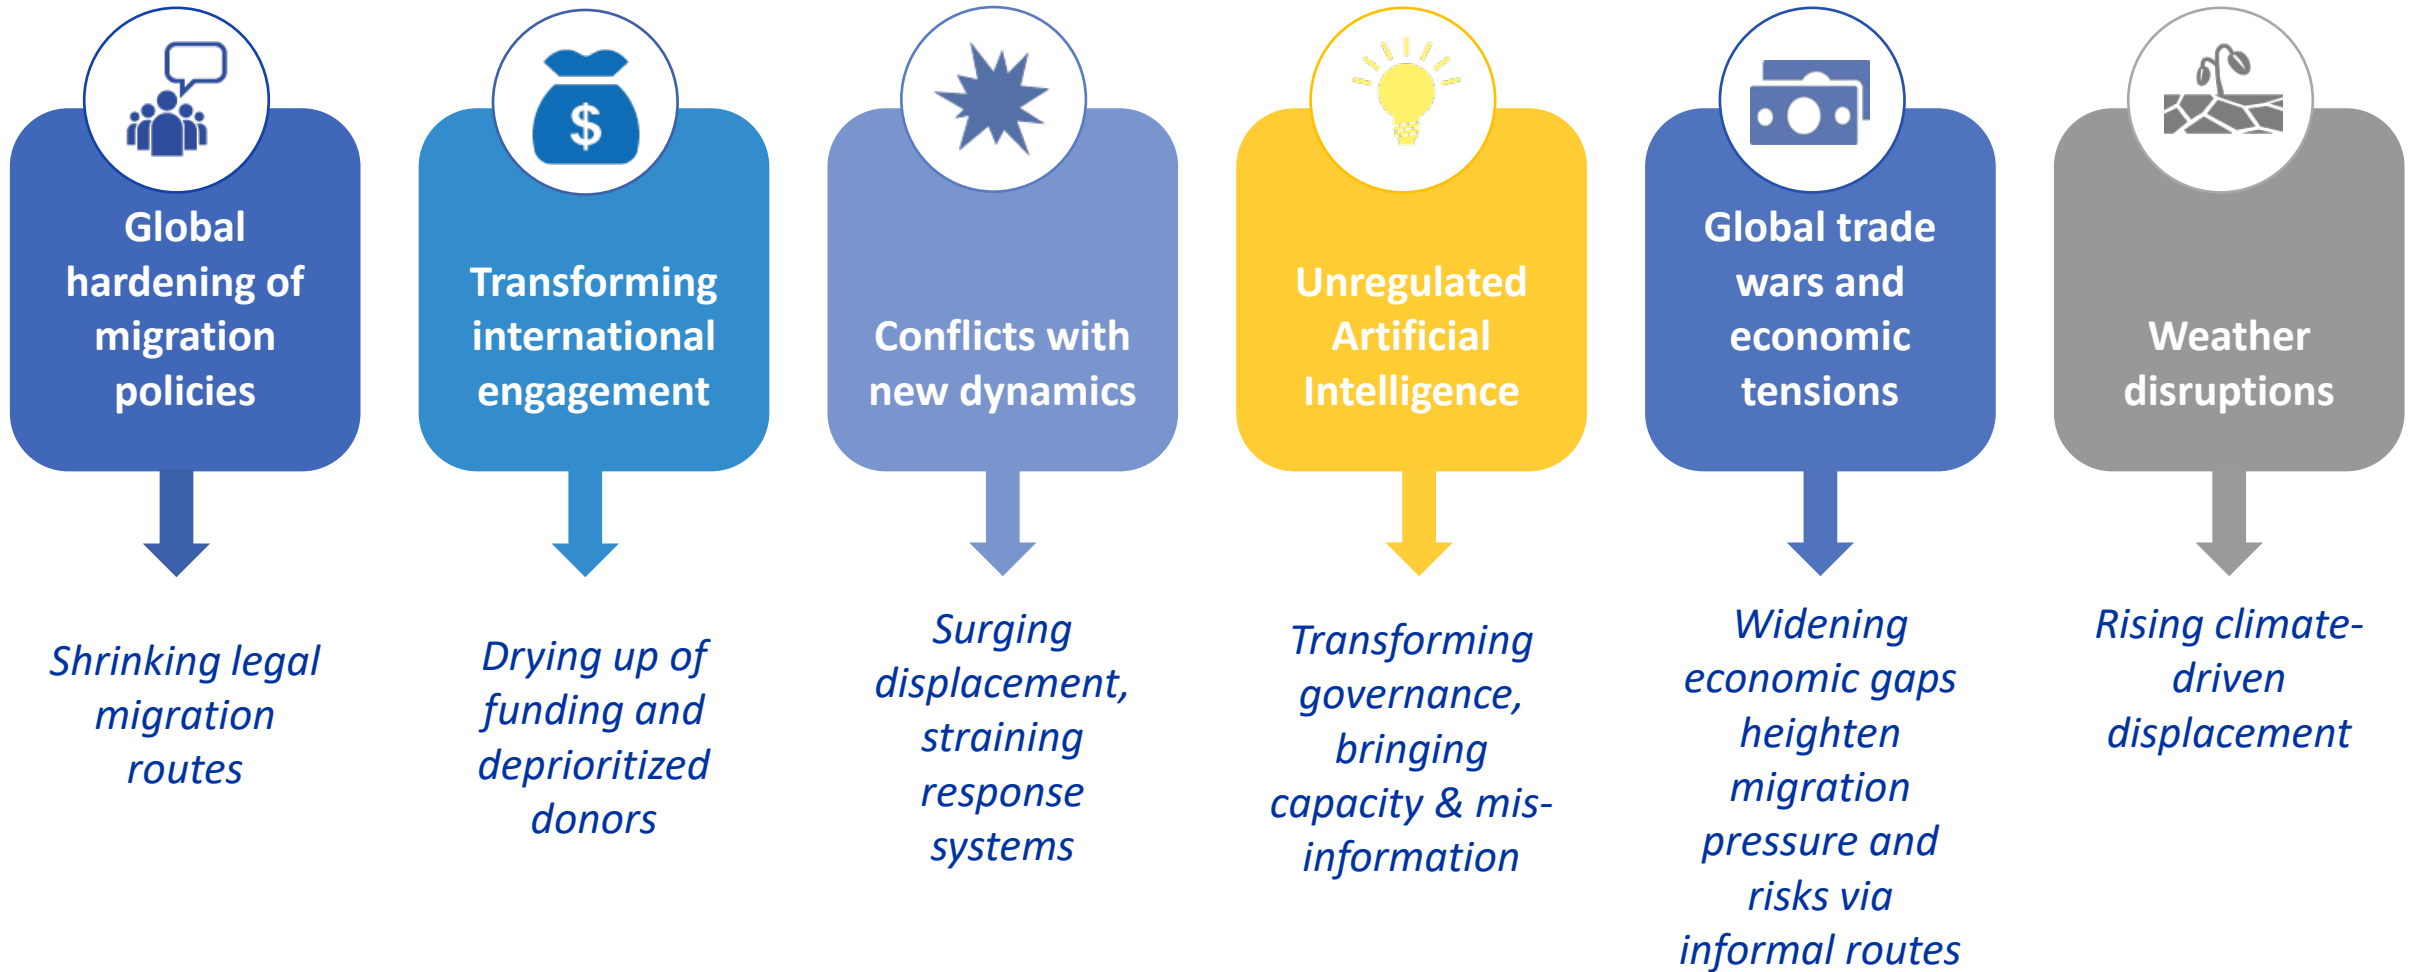 Global
hardening of
migration
policies
Transforming
international
engagement
Conflicts with
new dynamics
Unregulated
Artificial
Intelligence
Global trade
wars and
economic
tensions
Weather
disruptions
Shrinking legal
migration
routes
Drying up of
funding and
deprioritized
donors
Surging
displacement,
straining
response
systems
Transforming
governance,
bringing
capacity & mis-
information
Widening
economic gaps
heighten
migration
pressure and
risks via
informal routes
Rising climate-
driven
displacement
$